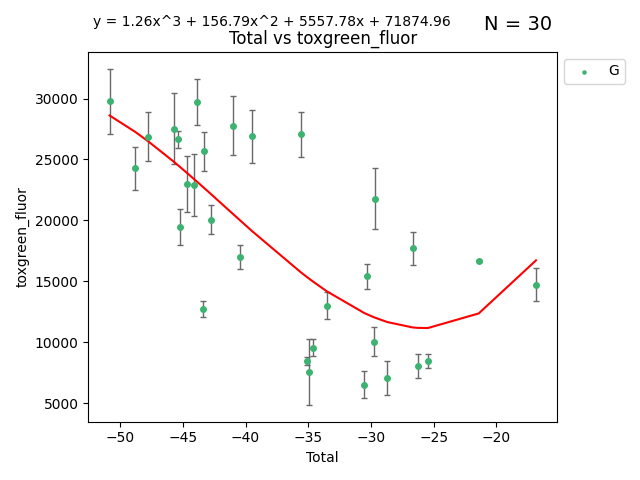 y = 1.26x^3 + 156.79x^2 + 5557.78x + 71874.96
N = 30
Total vs toxgreen_fluor
G
toxgreen_fluor
30000
25000
20000
15000
10000
5000
−50
−45
−40
−35
−30
−25
−20
Total